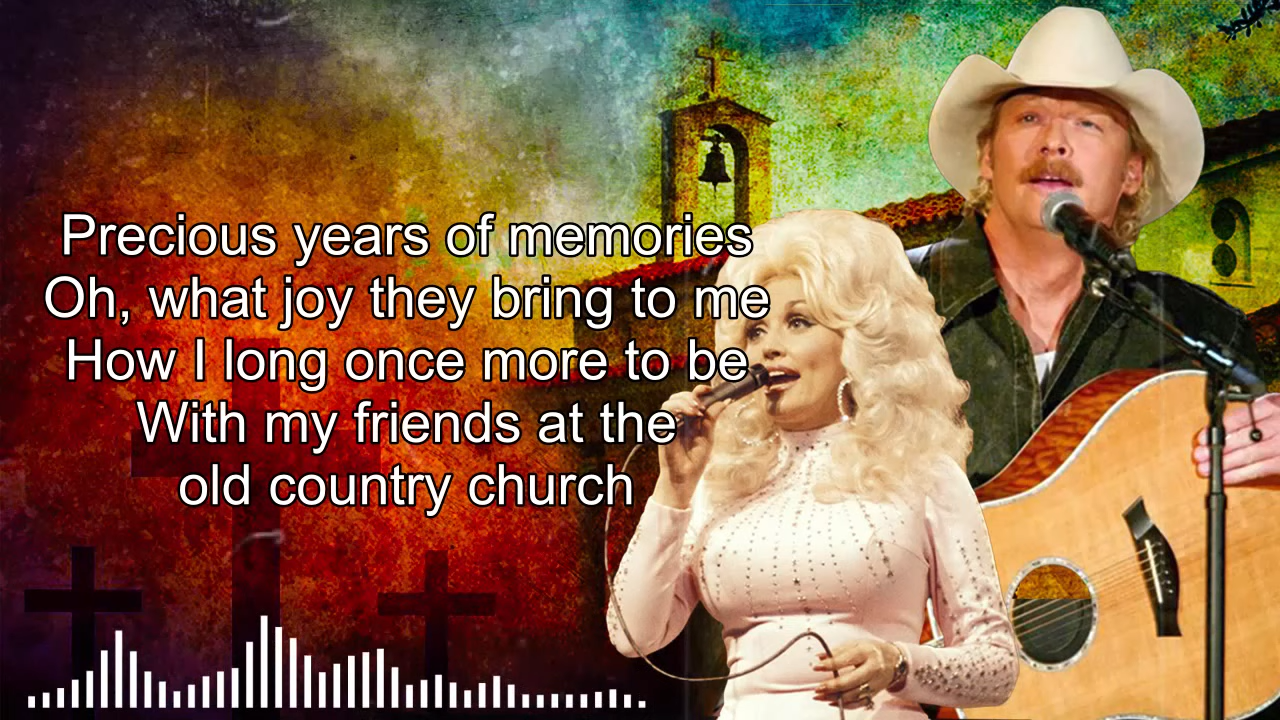 Precious years of memories
Oh, what joy they bring to me
How I long once more to be
With my friends at the
old country church